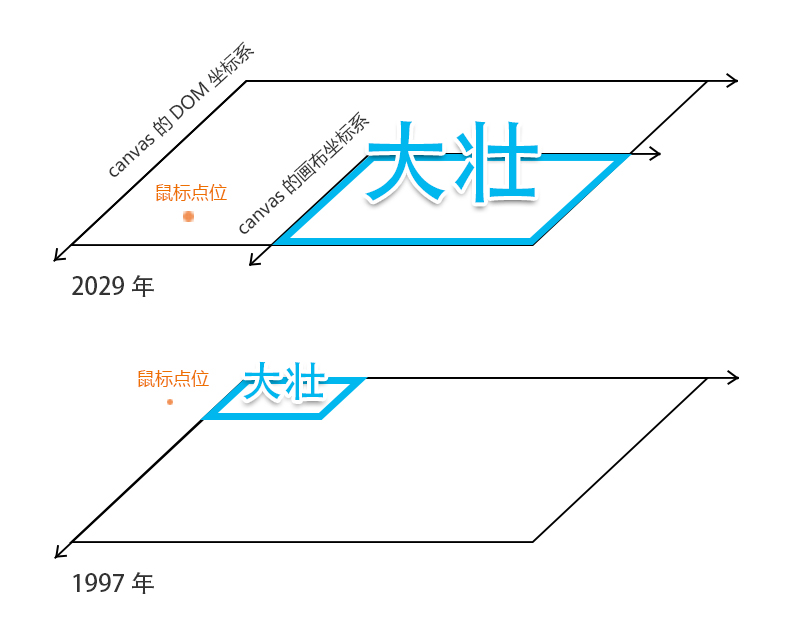 canvas 的 DOM 坐标系
canvas 的画布坐标系
大壮
鼠标点位
2029 年
鼠标点位
大壮
1997 年